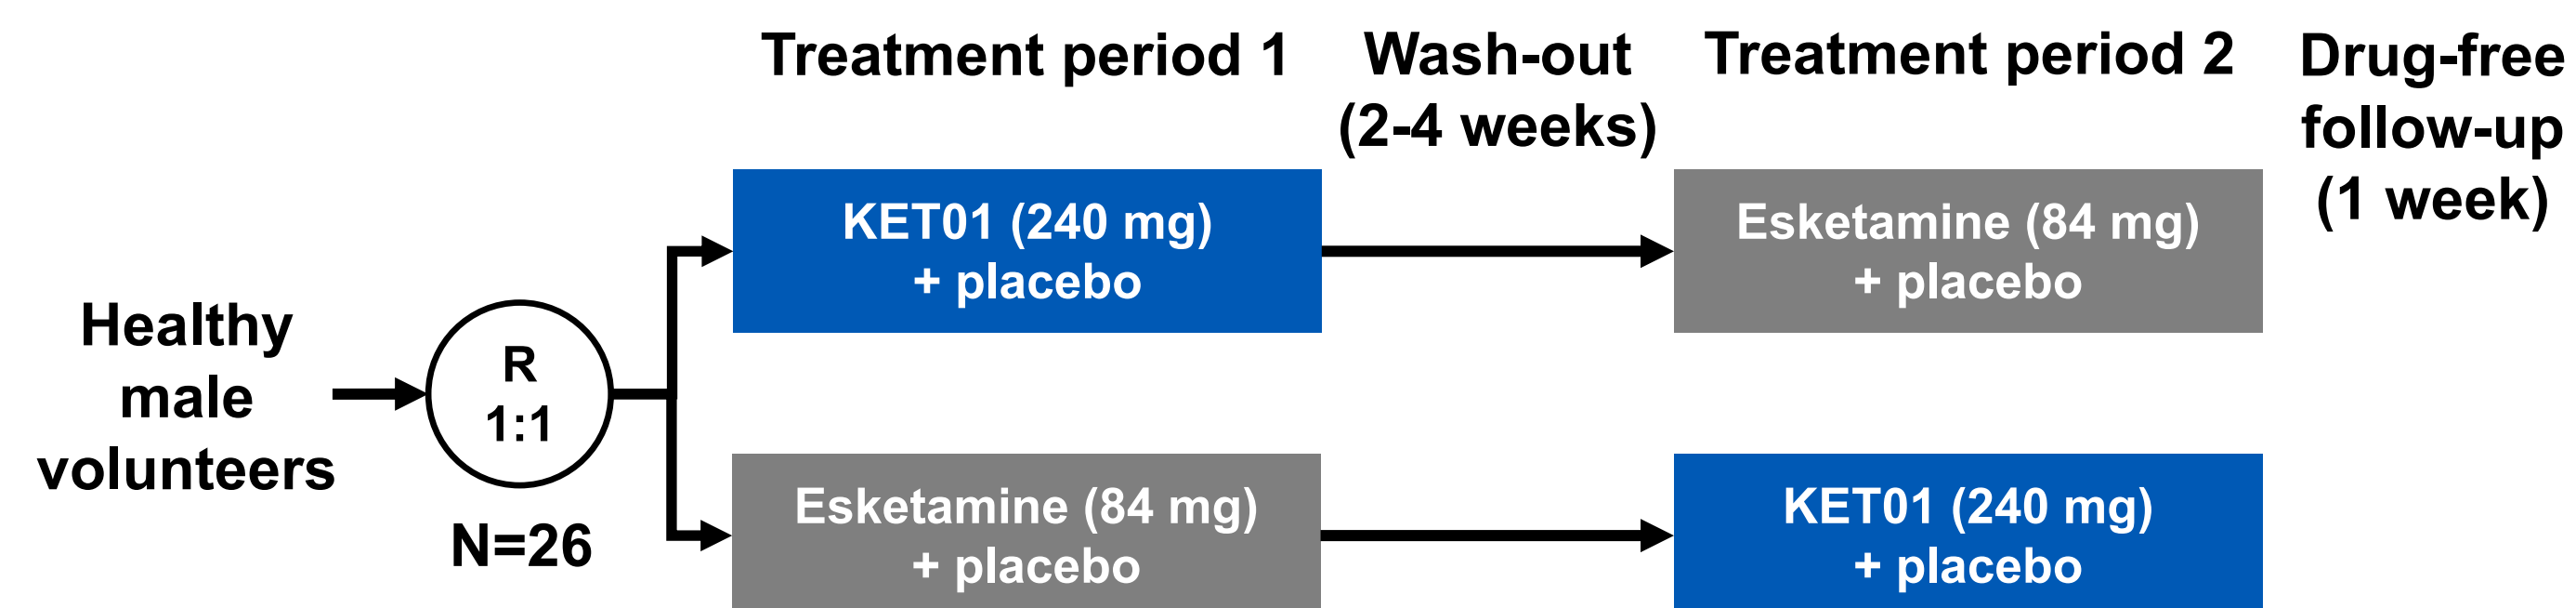 Treatment period 1
Wash-out
(2-4 weeks)
Treatment period 2
Drug-free
follow-up
(1 week)
Healthy
male
volunteers
R
1:1
N=26
KET01 (240 mg)
+ placebo
Esketamine (84 mg)
+ placebo
Esketamine (84 mg)
+ placebo
KET01 (240 mg)
+ placebo